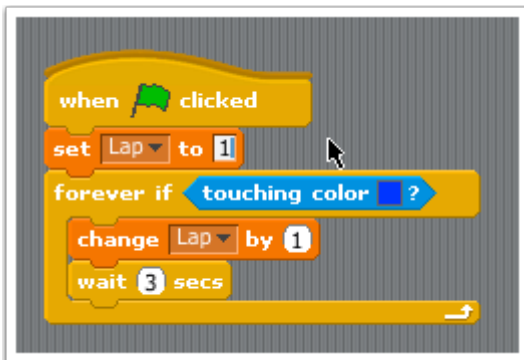 when clicked
set Lap to 1
forever if touching color ?
change Lap by 1
wait 3 secs